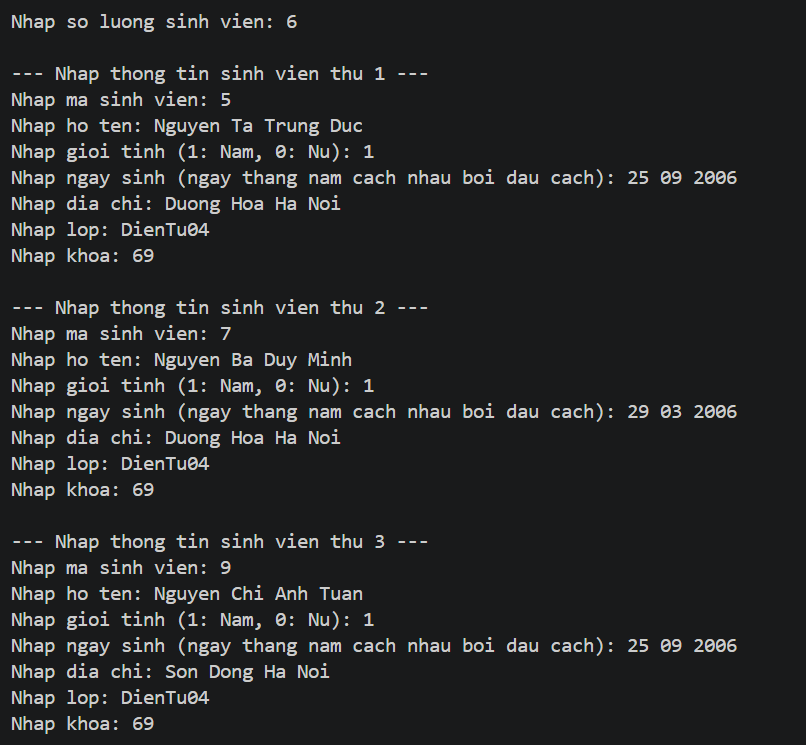 Nhap so luong sinh vien: 6

--- Nhap thong tin sinh vien thu 1 ---
Nhap ma sinh vien: 5
Nhap ho ten: Nguyen Ta Trung Duc
Nhap gioi tinh (1: Nam, 0: Nu): 1
Nhap ngay sinh (ngay thang nam cach nhau boi dau cach): 25 09 2006
Nhap dia chi: Duong Hoa Ha Noi
Nhap lop: DienTu04
Nhap khoa: 69

--- Nhap thong tin sinh vien thu 2 ---
Nhap ma sinh vien: 7
Nhap ho ten: Nguyen Ba Duy Minh
Nhap gioi tinh (1: Nam, 0: Nu): 1
Nhap ngay sinh (ngay thang nam cach nhau boi dau cach): 29 03 2006
Nhap dia chi: Duong Hoa Ha Noi
Nhap lop: DienTu04
Nhap khoa: 69

--- Nhap thong tin sinh vien thu 3 ---
Nhap ma sinh vien: 9
Nhap ho ten: Nguyen Chi Anh Tuan
Nhap gioi tinh (1: Nam, 0: Nu): 1
Nhap ngay sinh (ngay thang nam cach nhau boi dau cach): 25 09 2006
Nhap dia chi: Son Dong Ha Noi
Nhap lop: DienTu04
Nhap khoa: 69